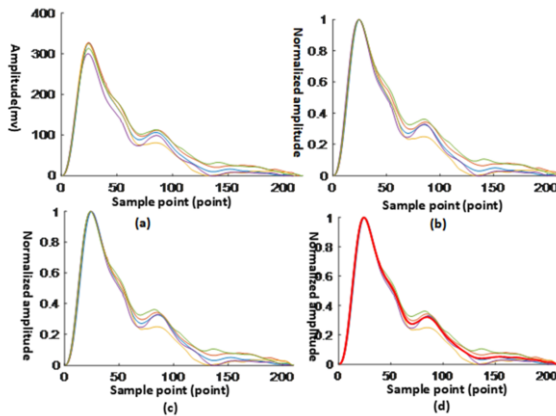 400
300
200
100
0
Amplitude(mv)
0 50 100 150 200
Sample point (point)
(a)
1
0.8
0.6
0.4
0.2
0
Normalized amplitude
0 50 100 150 200
Sample point (point)
(b)
1
0.8
0.6
0.4
0.2
0
Normalized amplitude
0 50 100 150 200
Sample point (point)
(c)
1
0.8
0.6
0.4
0.2
0
Normalized amplitude
0 50 100 150 200
Sample point (point)
(d)